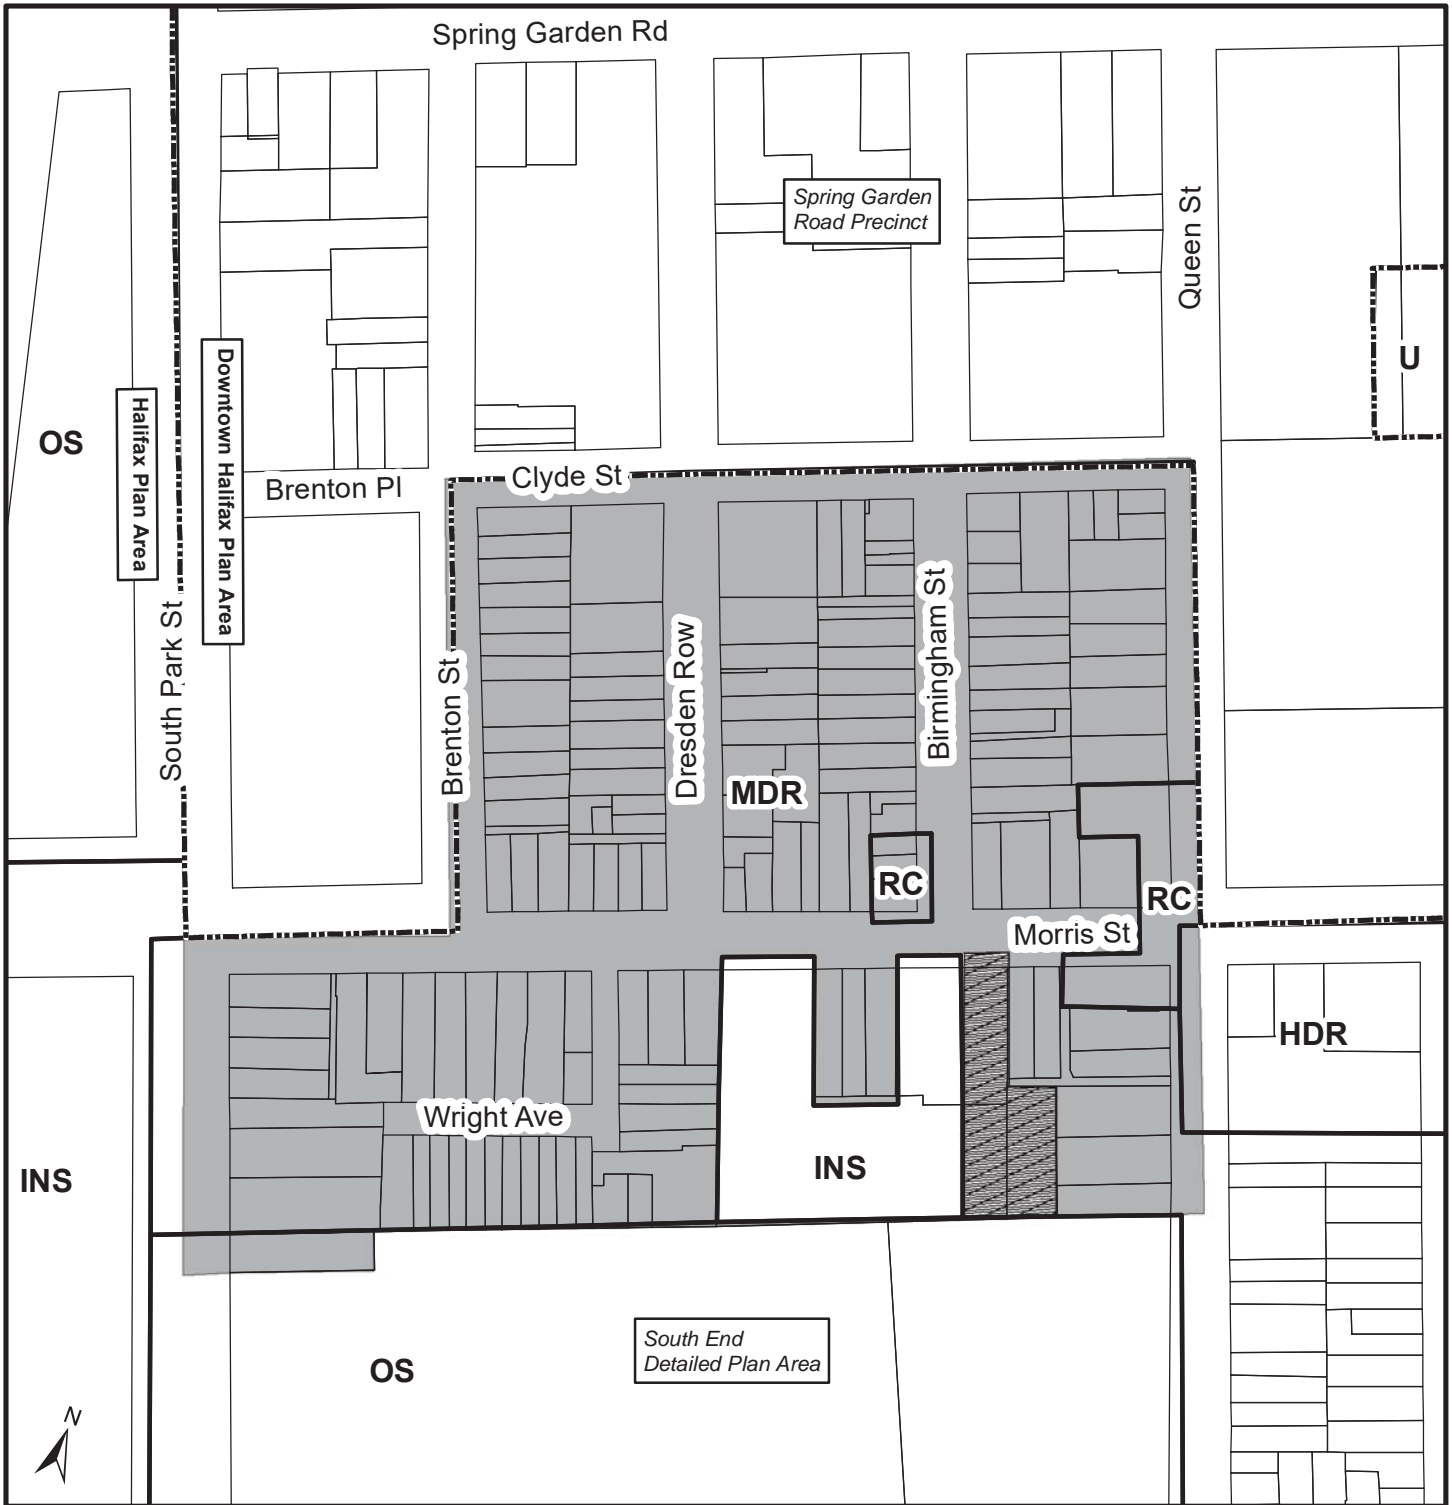 Spring Garden Rd
Spring Garden
Road Precinct
Queen St
U
OS
Halifax Plan Area
Downtown Halifax Plan Area
Brenton Pl
Clyde St
South Park St
Brenton St
Dresden Row
Birmingham St
MDR
RC
RC
Morris St
HDR
Wright Ave
INS
INS
South End
Detailed Plan Area
OS
N